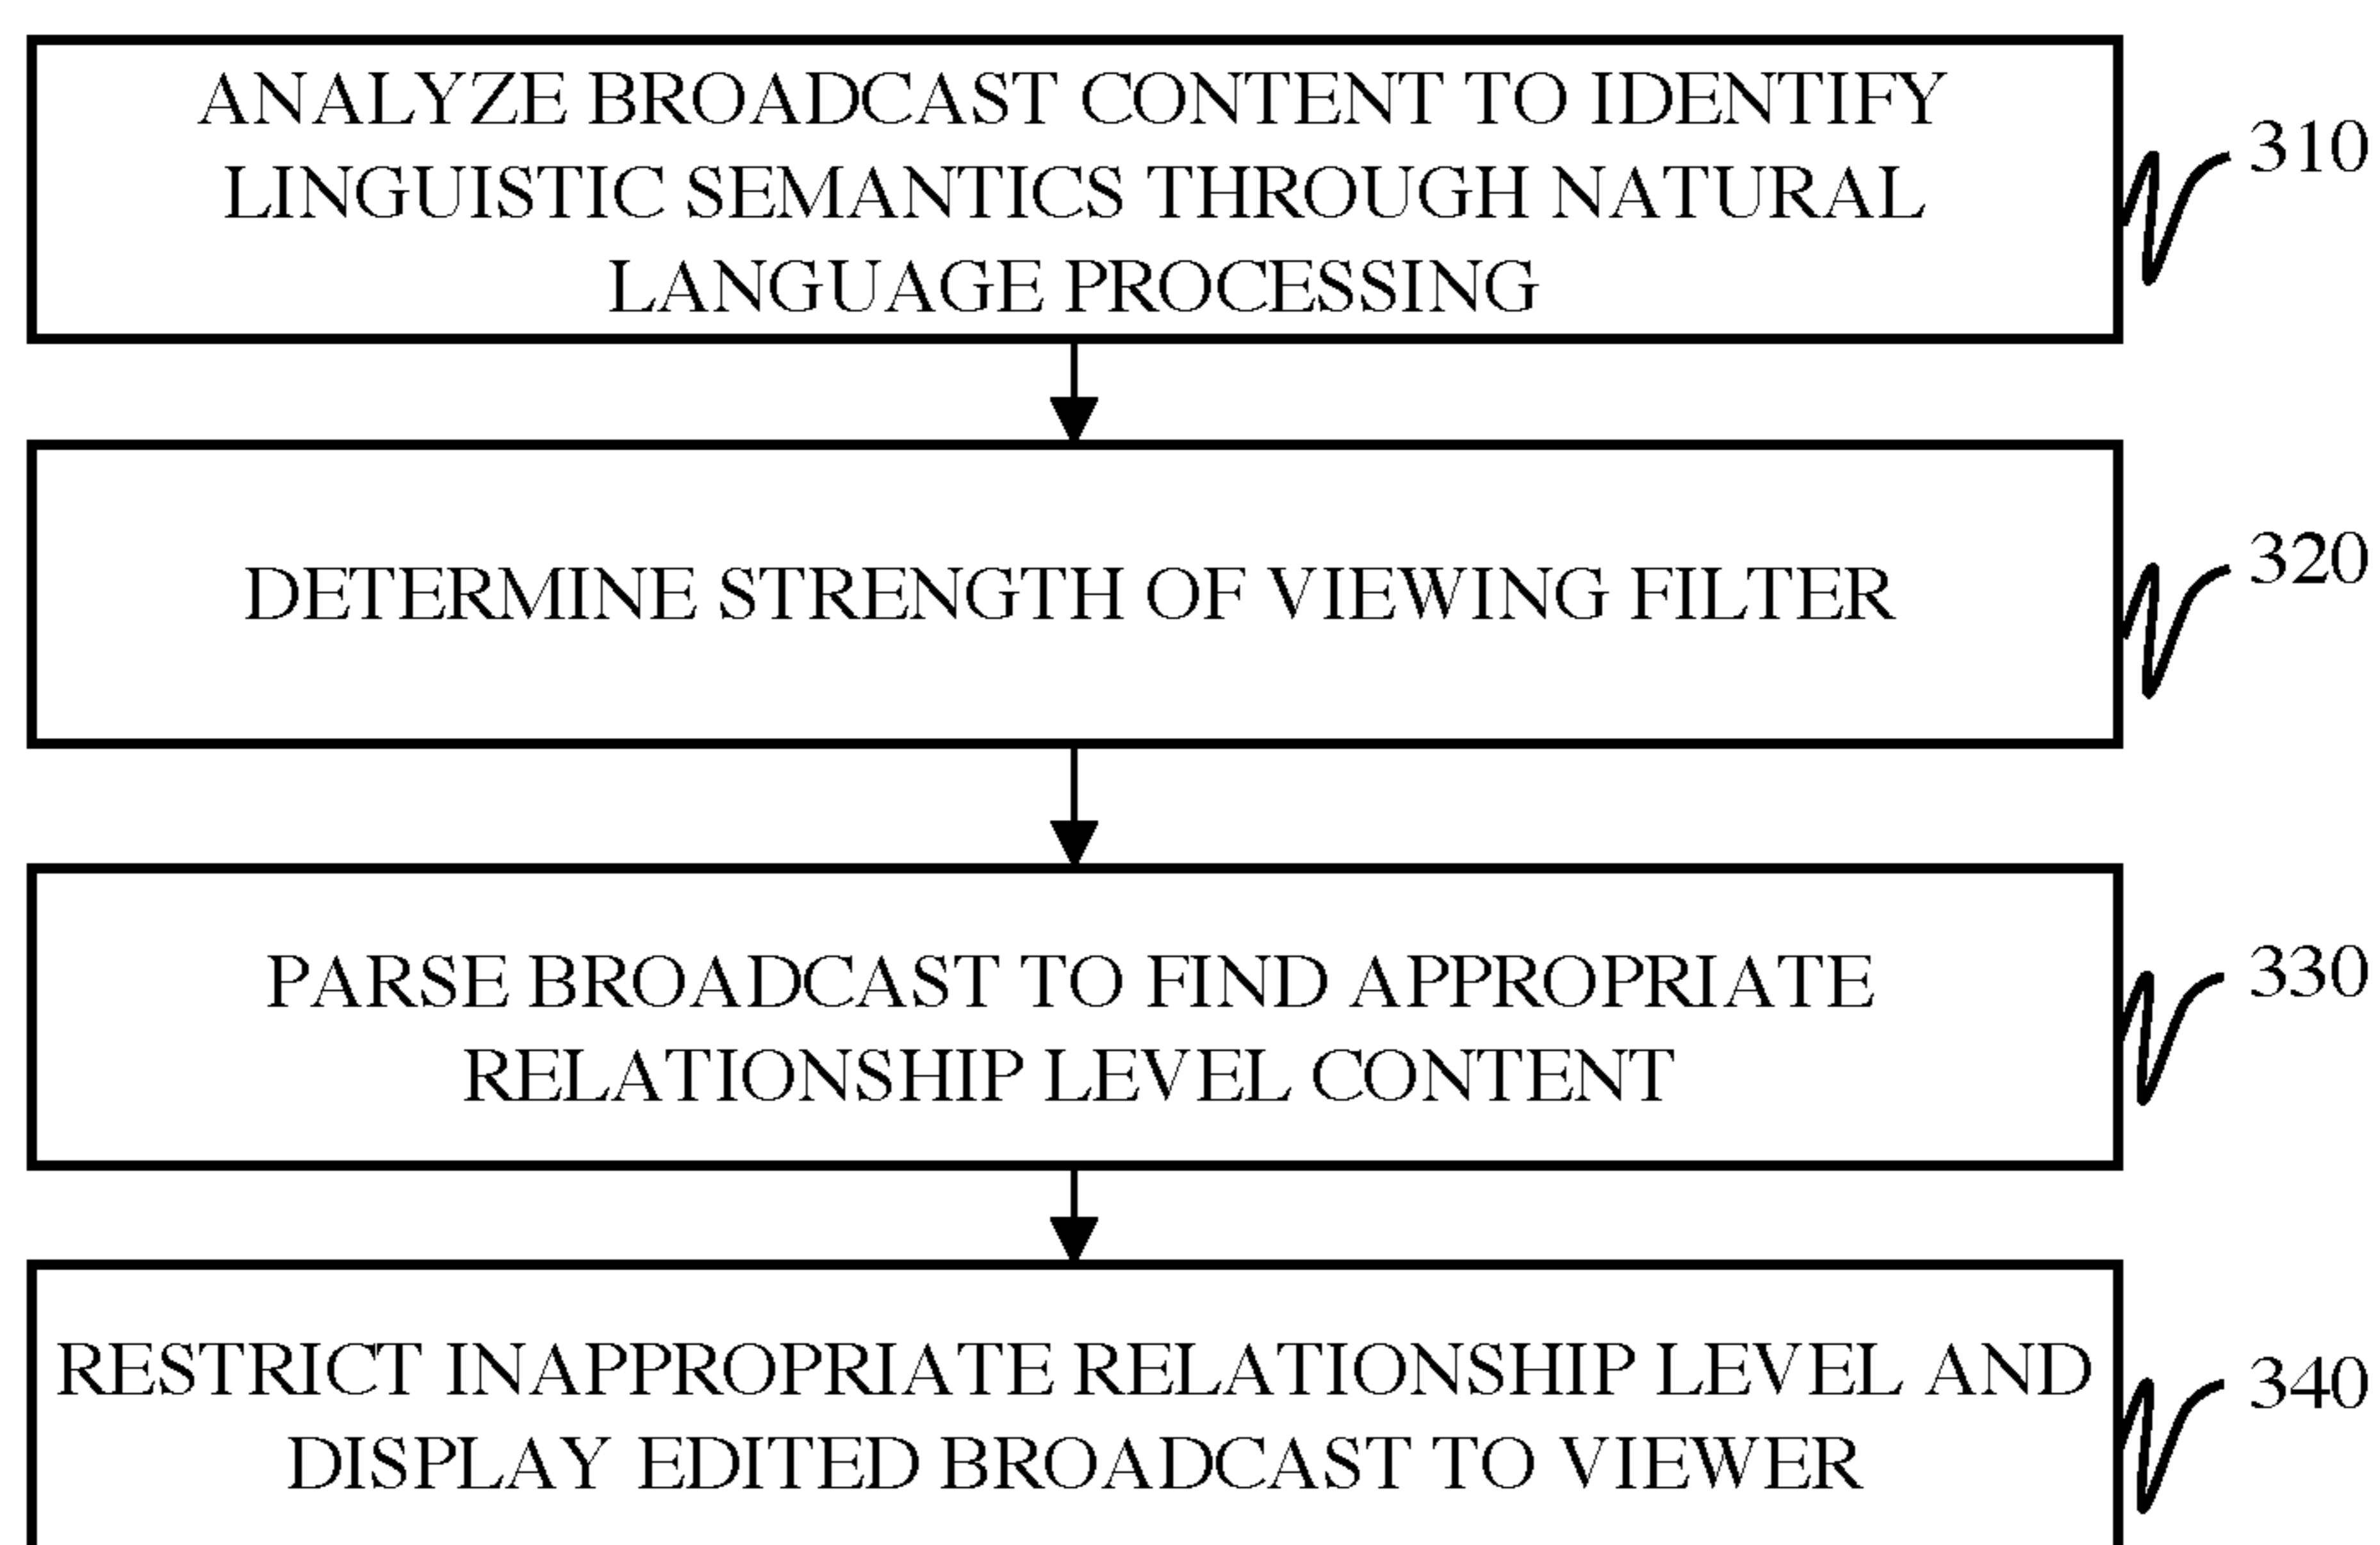 ANALYZE BROADCAST CONTENT TO IDENTIFY
LINGUISTIC SEMANTICS THROUGH NATURAL
LANGUAGE PROCESSING
310
DETERMINE STRENGTH OF VIEWING FILTER
320
PARSE BROADCAST TO FIND APPROPRIATE
RELATIONSHIP LEVEL CONTENT
330
RESTRICT INAPPROPRIATE RELATIONSHIP LEVEL AND
DISPLAY EDITED BROADCAST TO VIEWER
340